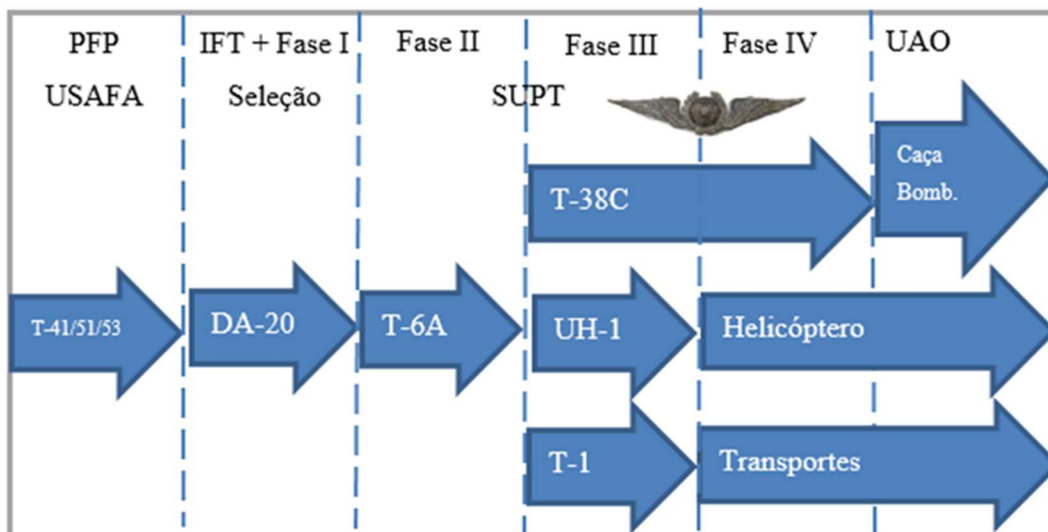 PFP
USAFA
IFT + Fase I
Seleção
Fase II
Fase III
SUPT
Fase IV
UAO
T-38C
Caça
Bomb.
T-41/51/53
DA-20
T-6A
UH-1
Helicóptero
T-1
Transportes